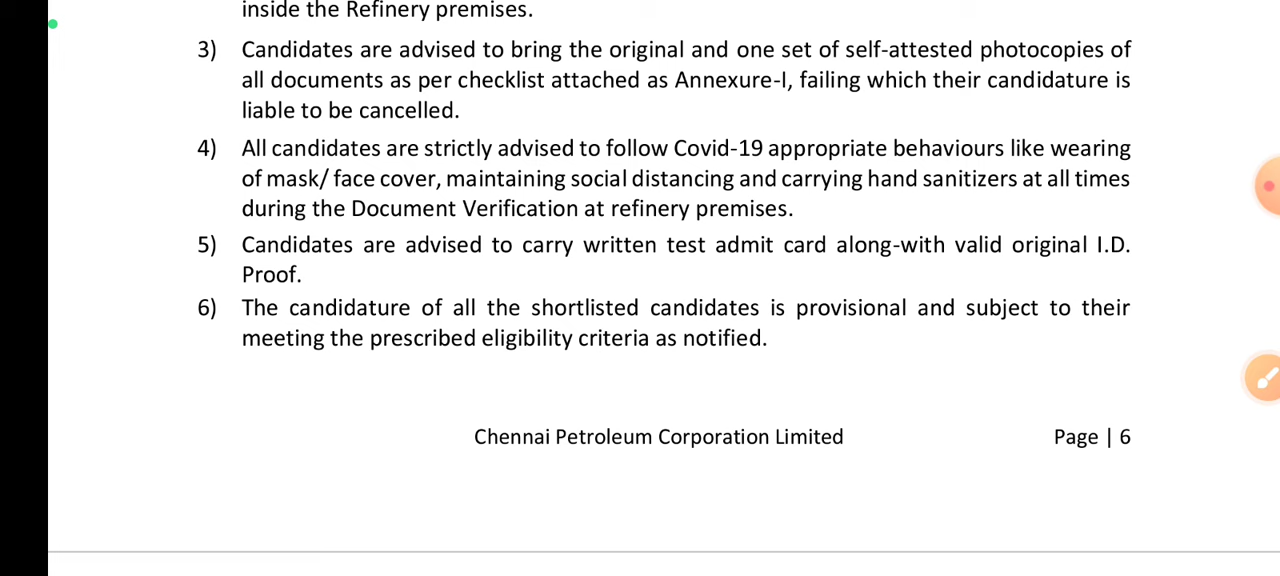 inside the Refinery premises.
3) Candidates are advised to bring the original and one set of self-attested photocopies of
all documents as per checklist attached as Annexure-I, failing which their candidature is
liable to be cancelled.
4) All candidates are strictly advised to follow Covid-19 appropriate behaviours like wearing
of mask/ face cover, maintaining social distancing and carrying hand sanitizers at all times
during the Document Verification at refinery premises.
5) Candidates are advised to carry written test admit card along-with valid original I.D.
Proof.
6) The candidature of all the shortlisted candidates is provisional and subject to their
meeting the prescribed eligibility criteria as notified.
Chennai Petroleum Corporation Limited Page | 6